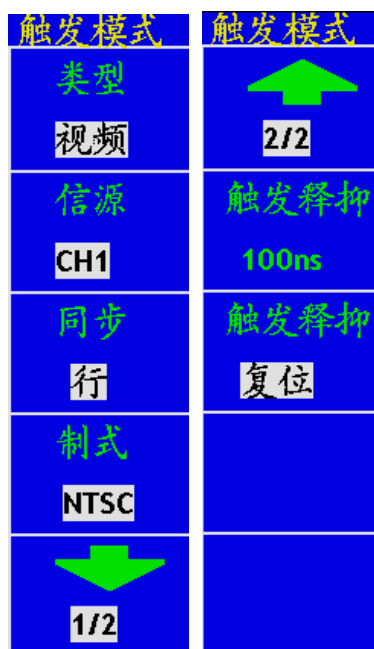 触发模式
类型
视频
信源
CH1
同步
行
制式
NTSC
1/2
触发模式
2/2
触发释抑
100ns
触发释抑
复位